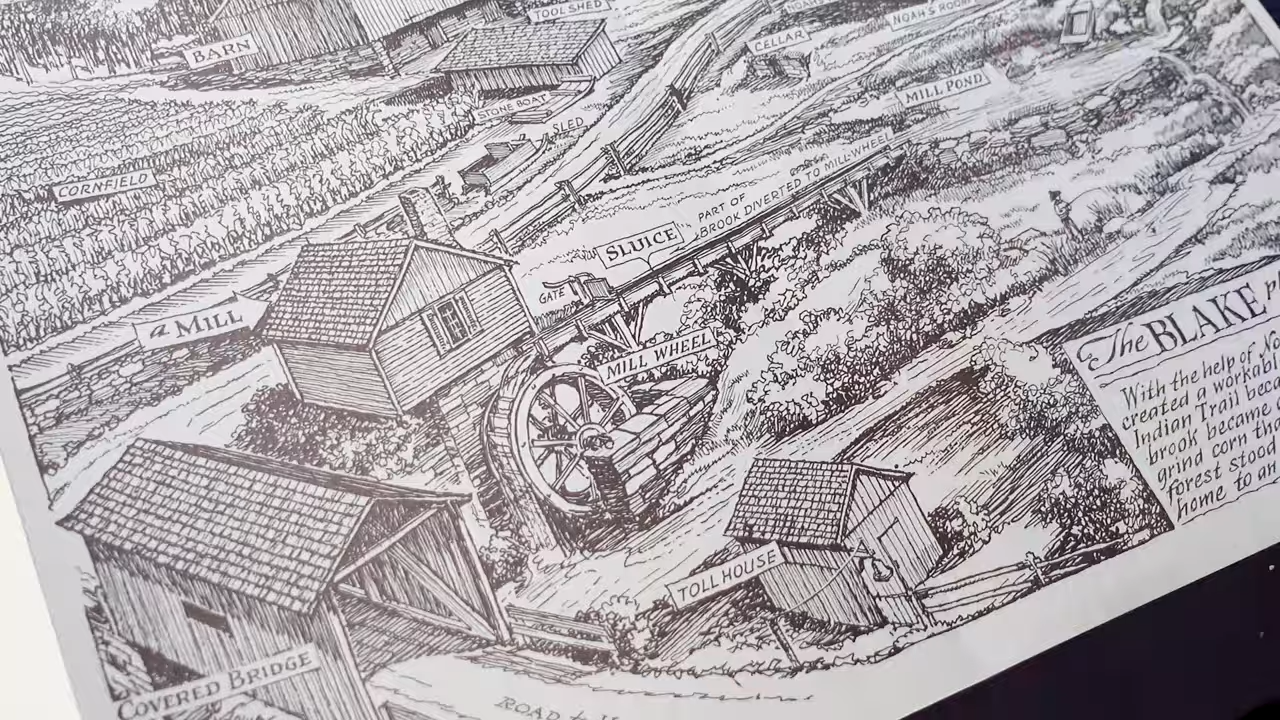 TOOL SHED
NOAH'S
BARN
CELLAR
MILL POND
STONE BOAT
SLED
CORNFIELD
PART OF
BROOK DIVERTED TO MILL-WHEEL
SLUICE
GATE
a MILL
MILL WHEEL
The BLAKE
With the help of
created a workabl
Indian Trail beca
brook became
grind corn tha
forest stood
home to an
TOLL HOUSE
COVERED BRIDGE
ROAD to